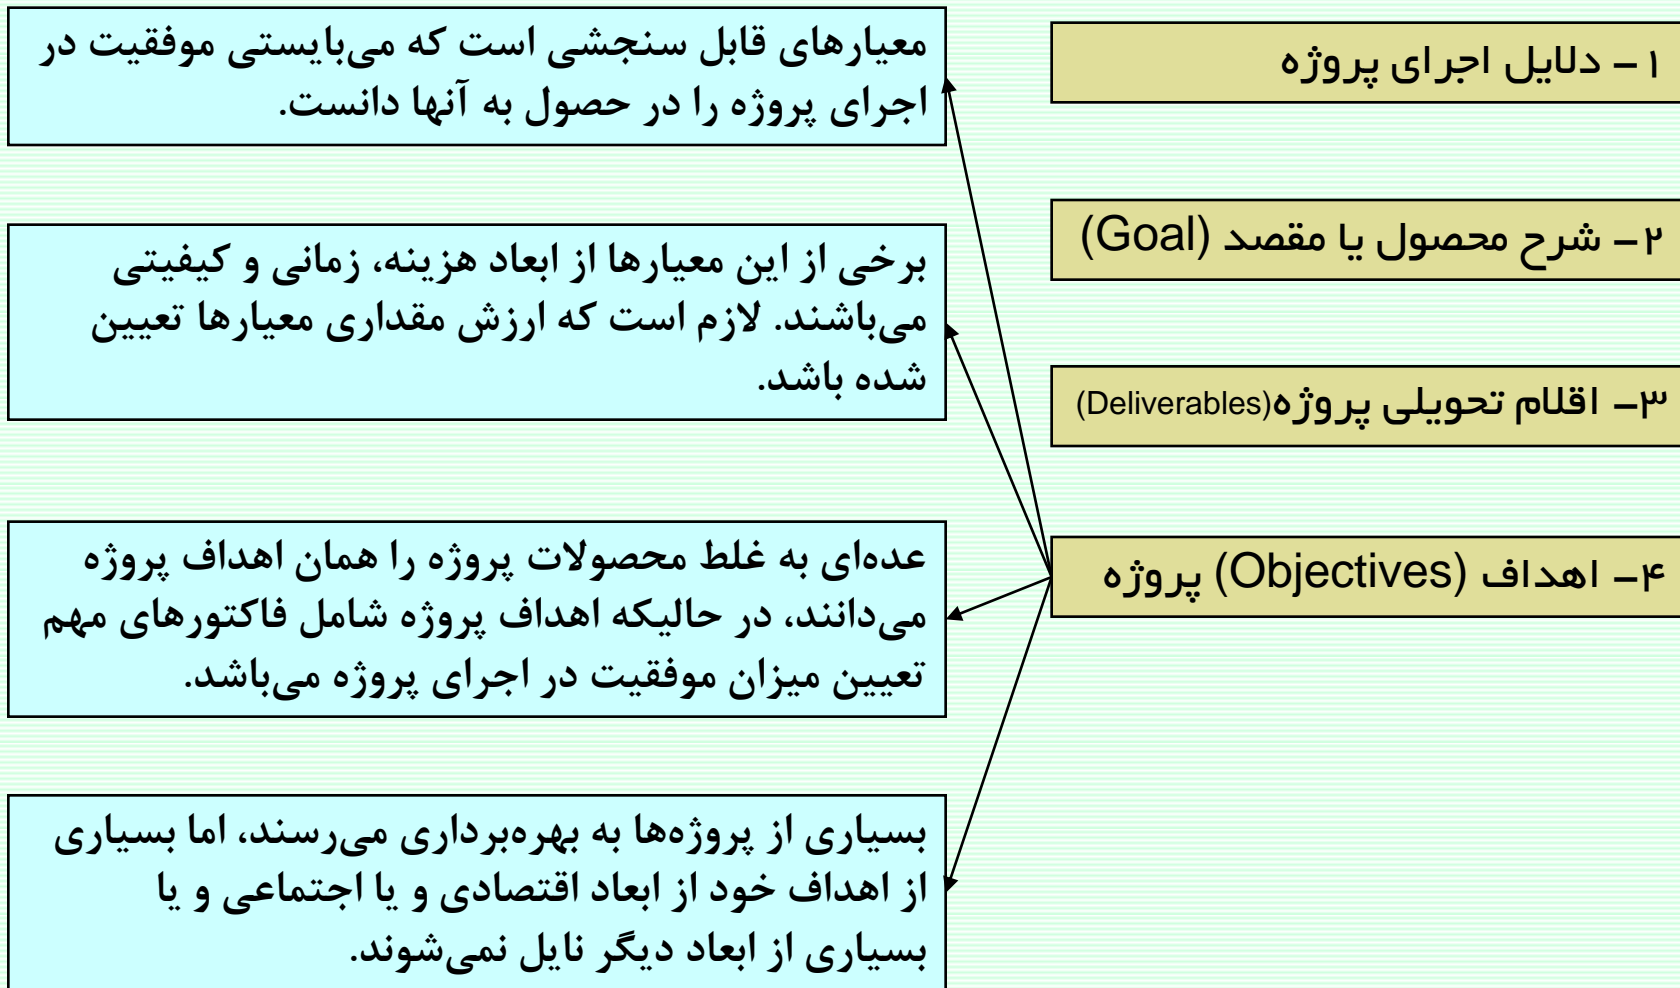 ۱– دلایل اجرای پروژه
۲– شرح محصول یا مقصد (Goal)
۳– اقلام تحویلی پروژه(Deliverables)
۴– اهداف (Objectives) پروژه
معیارهای قابل سنجشی است که می‌بایستی موفقیت در
اجرای پروژه را در حصول به آنها دانست.
برخی از این معیارها از ابعاد هزینه، زمانی و کیفیتی
می‌باشند. لازم است که ارزش مقداری معیارها تعیین
شده باشد.
عده‌ای به غلط محصولات پروژه را همان اهداف پروژه
می‌دانند، در حالیکه اهداف پروژه شامل فاکتورهای مهم
تعیین میزان موفقیت در اجرای پروژه می‌باشد.
بسیاری از پروژه‌ها به بهره‌برداری می‌رسند، اما بسیاری
از اهداف خود از ابعاد اقتصادی و یا اجتماعی و یا
بسیاری از ابعاد دیگر نایل نمی‌شوند.